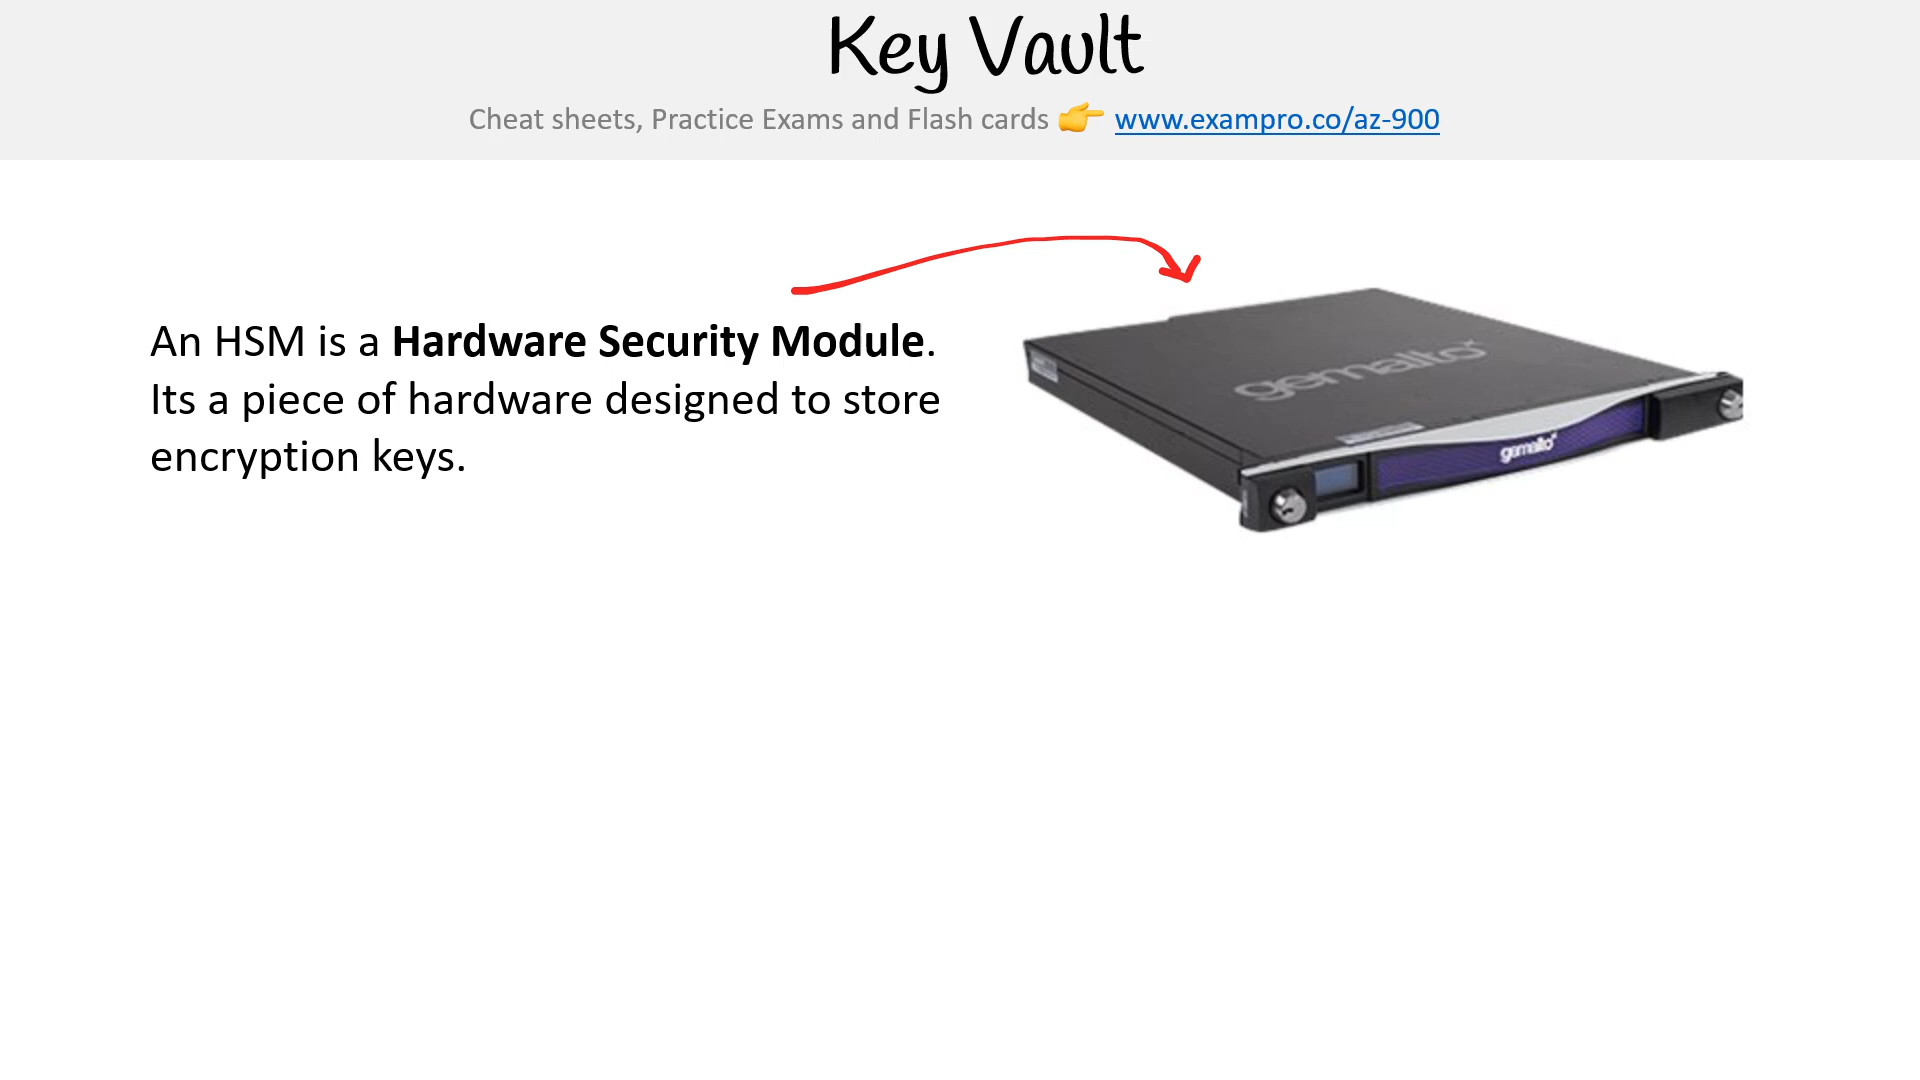 Key Vault
Cheat sheets, Practice Exams and Flash cards 👉 www.exampro.co/az-900
An HSM is a Hardware Security Module.
Its a piece of hardware designed to store
encryption keys.
gemalto
gemalto